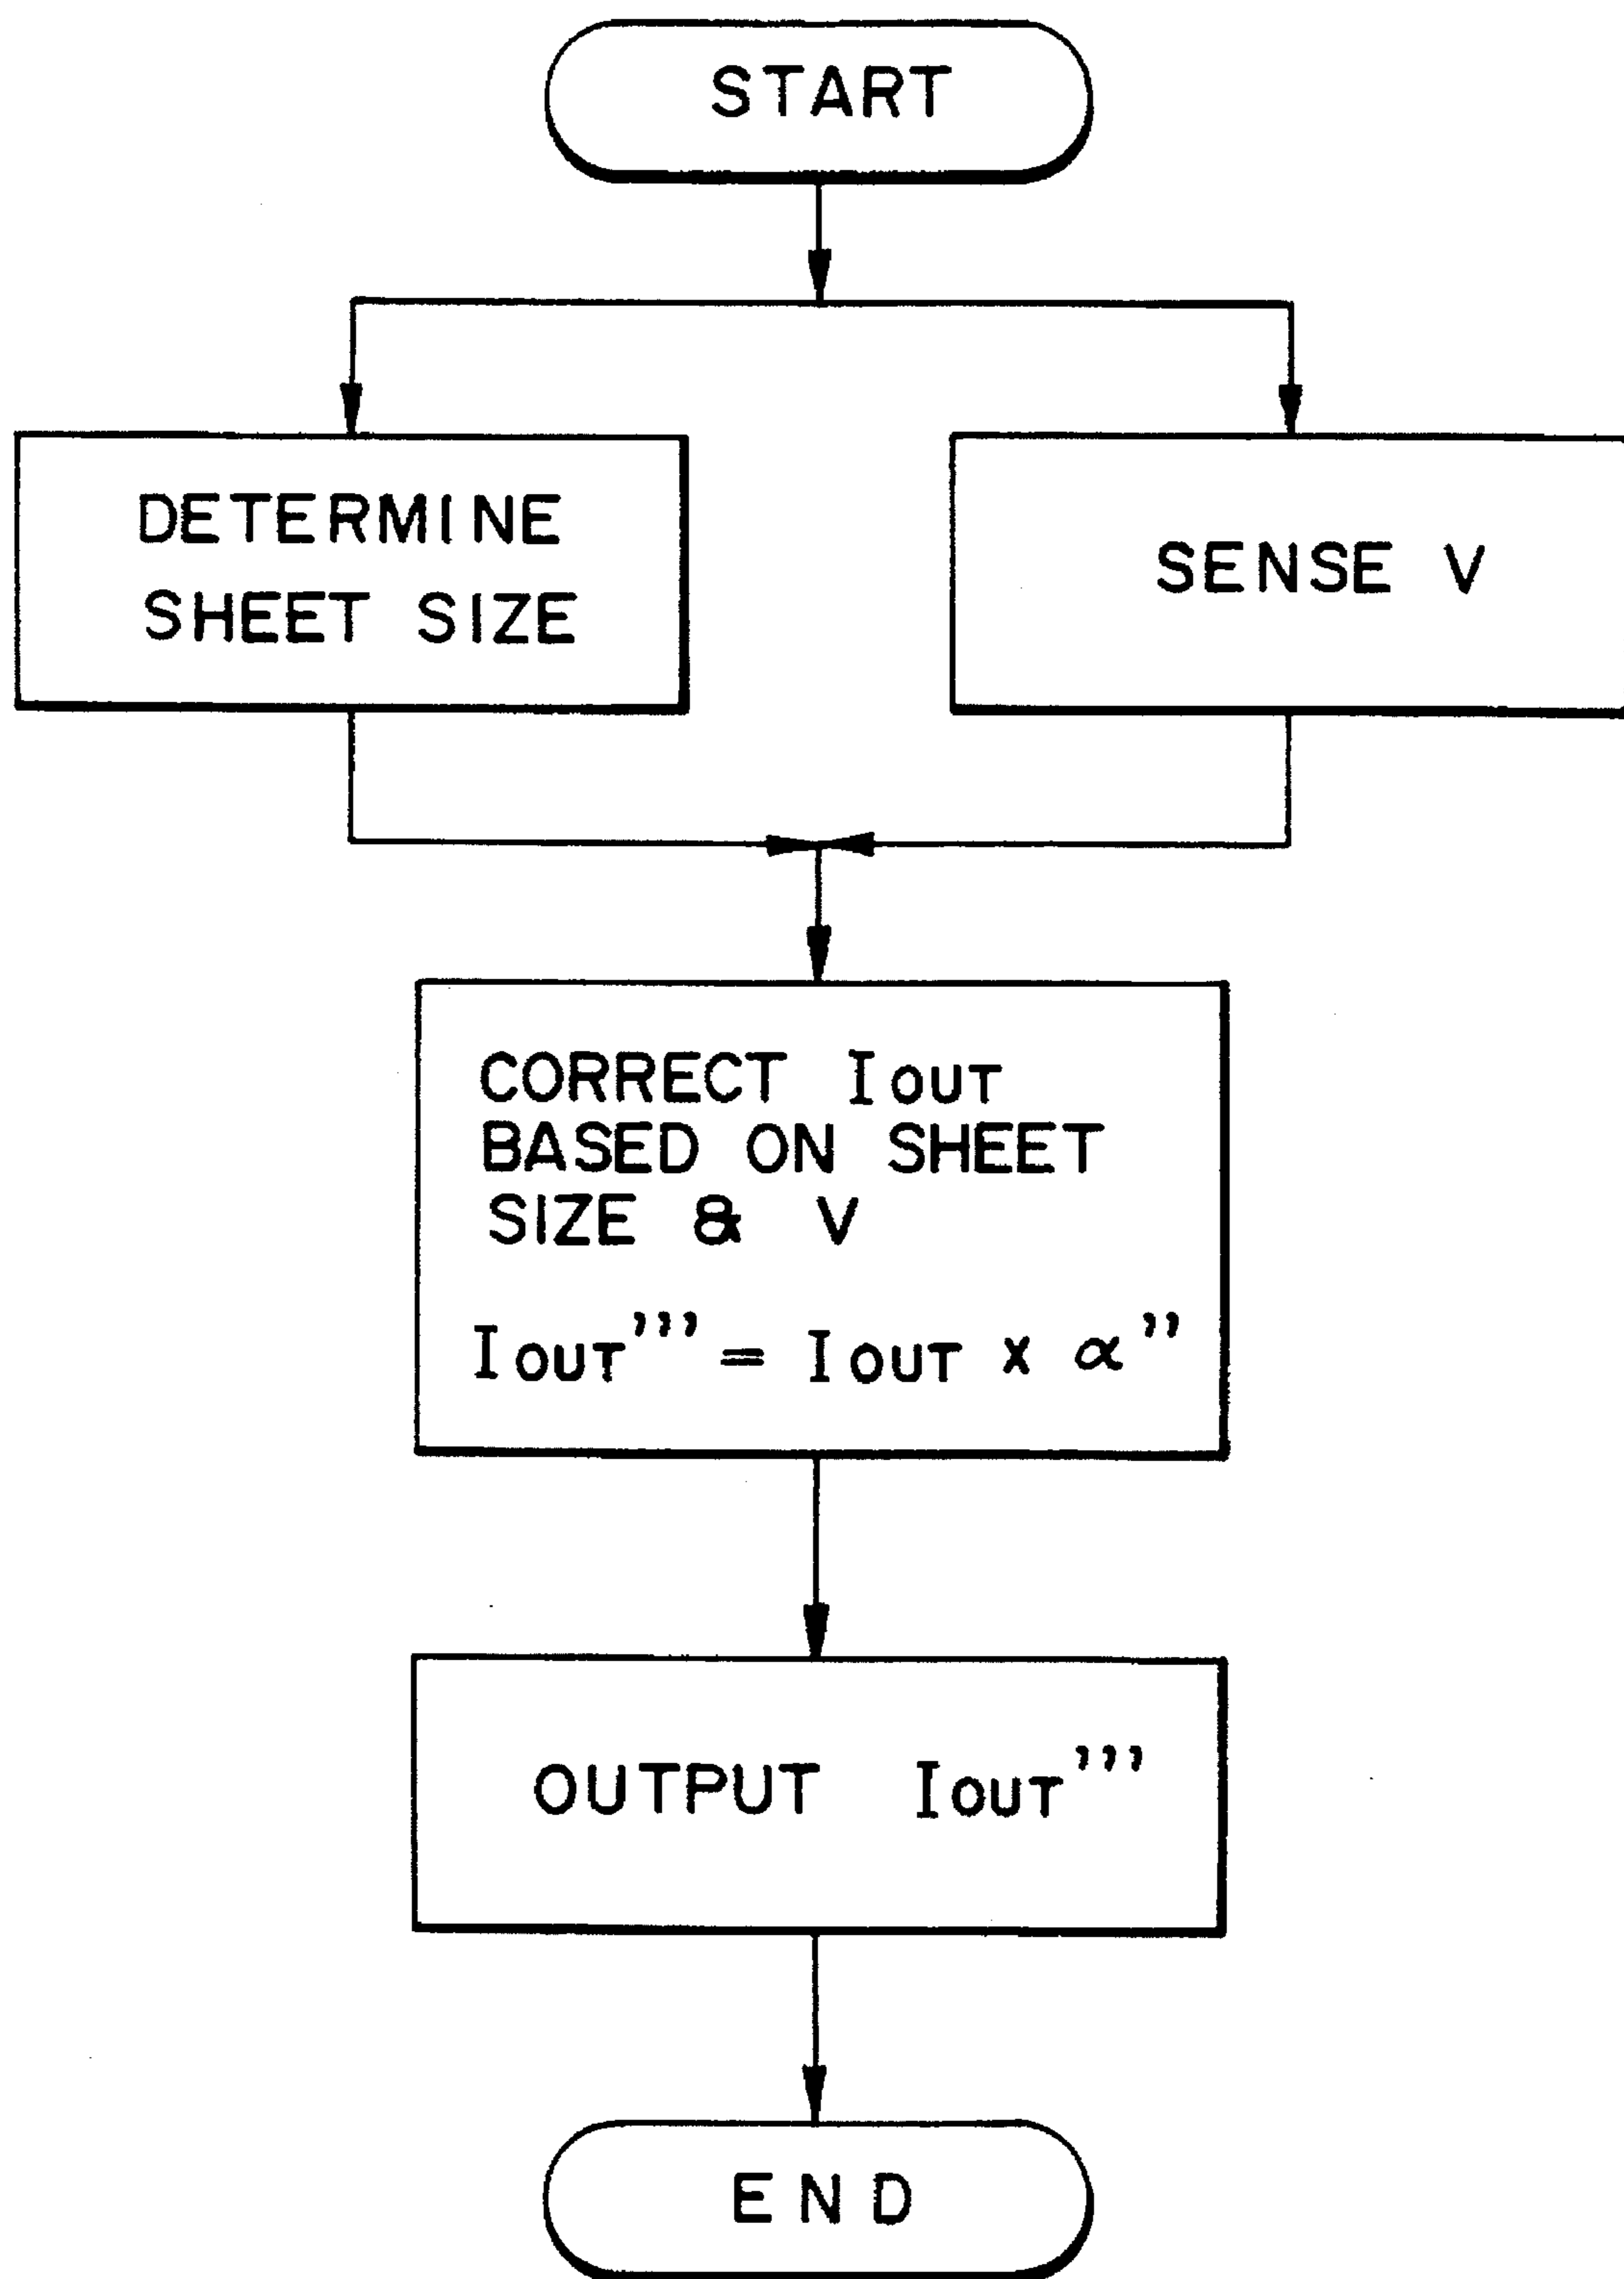 START
DETERMINE
SHEET SIZE
SENSE V
CORRECT IOUT
BASED ON SHEET
SIZE & V
IOUT''' = IOUT × α''
OUTPUT IOUT'''
END